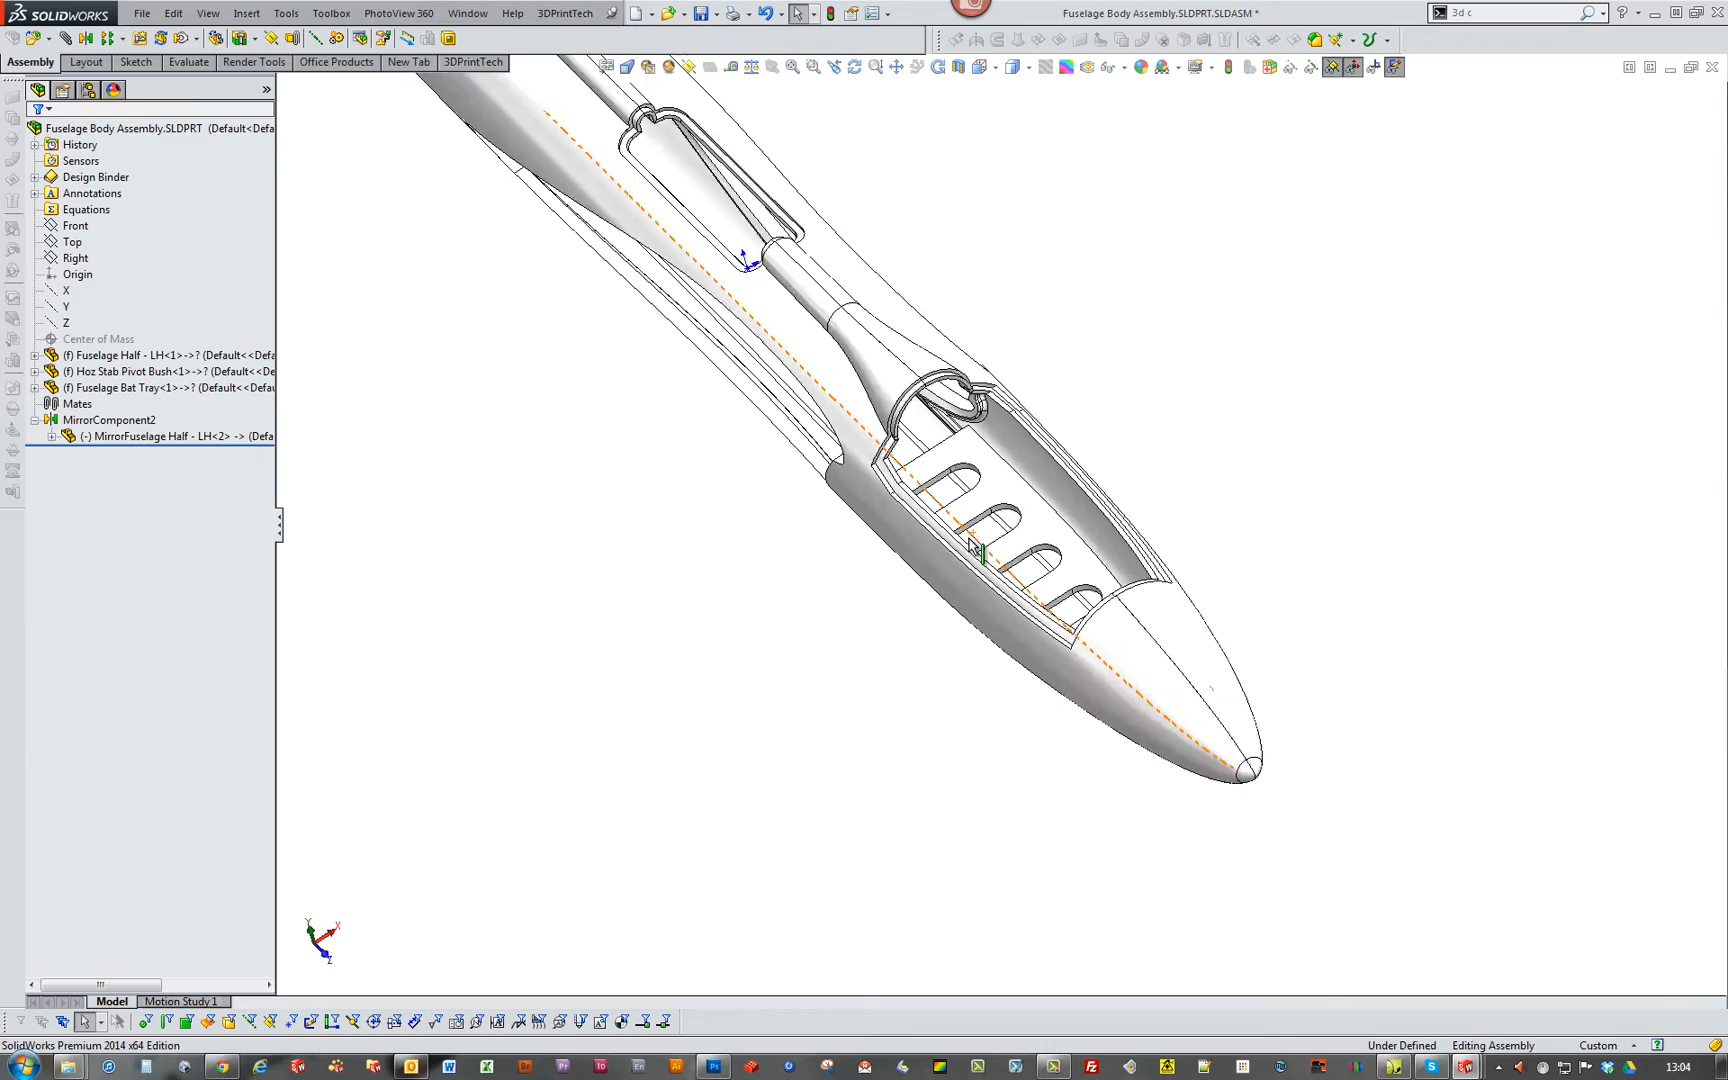 SOLIDWORKS File Edit View Insert Tools Toolbox PhotoView 360 Window Help 3DPrintTech Fuselage Body Assembly.SLDPRT.SLDASM * 3d c
Assembly Layout Sketch Evaluate Render Tools Office Products New Tab 3DPrintTech
Fuselage Body Assembly.SLDPRT (Default<Defa
History
Sensors
Design Binder
Annotations
Equations
Front
Top
Right
Origin
X
Y
Z
Center of Mass
(f) Fuselage Half - LH<1>->? (Default<<Defa
(f) Hoz Stab Pivot Bush<1>->? (Default<<De
(f) Fuselage Bat Tray<1>->? (Default<<Defa
Mates
MirrorComponent2
(-) MirrorFuselage Half - LH<2> -> (Defa
Y
X
Z
Model Motion Study 1
SolidWorks Premium 2014 x64 Edition Under Defined Editing Assembly Custom
13:04